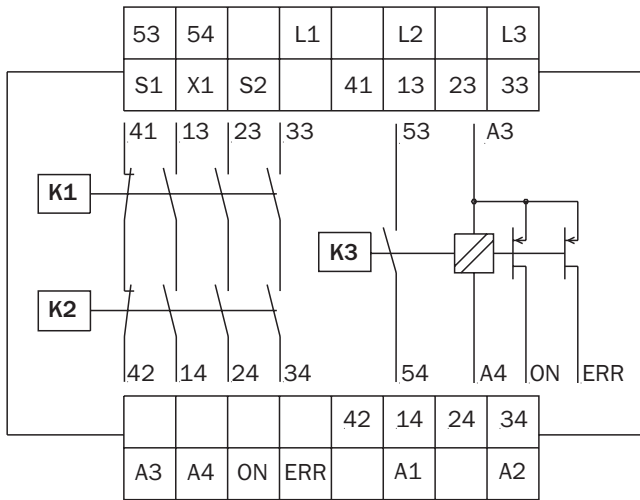 53 54 L1 L2 L3
S1 X1 S2 41 13 23 33
41 13 23 33 53 A3
K1
K3
K2
42 14 24 34 54 A4 ON ERR
42 14 24 34
A3 A4 ON ERR A1 A2